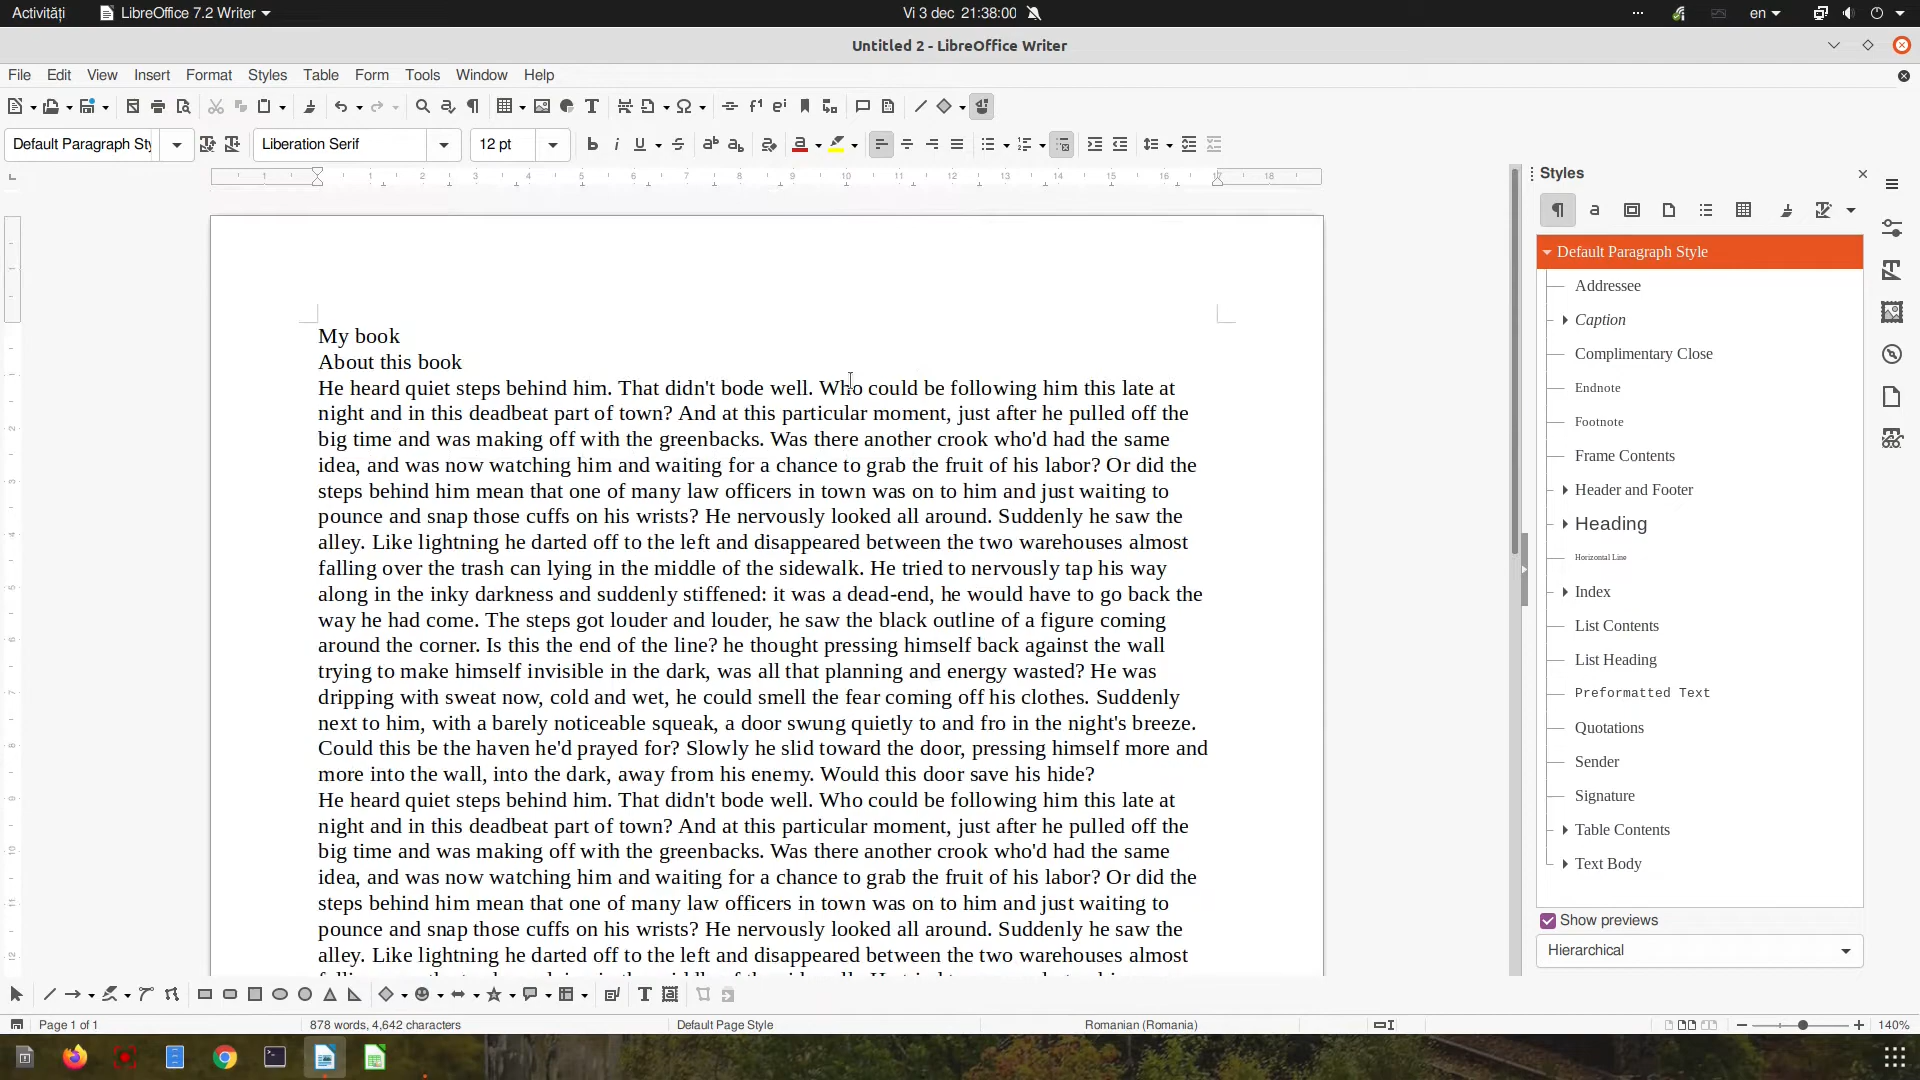 Activități
LibreOffice 7.2 Writer
Vi 3 dec 21:38:00
en
Untitled 2 - LibreOffice Writer
File Edit View Insert Format Styles Table Form Tools Window Help
Default Paragraph Sty
Liberation Serif
12 pt
1 1 2 3 4 5 6 7 8 9 10 11 12 13 14 15 16 17 18
Styles
Default Paragraph Style
Addressee
Caption
Complimentary Close
Endnote
Footnote
Frame Contents
Header and Footer
Heading
Horizontal Line
Index
List Contents
List Heading
Preformatted Text
Quotations
Sender
Signature
Table Contents
Text Body
Show previews
Hierarchical
My book
About this book
He heard quiet steps behind him. That didn't bode well. Who could be following him this late at
night and in this deadbeat part of town? And at this particular moment, just after he pulled off the
big time and was making off with the greenbacks. Was there another crook who'd had the same
idea, and was now watching him and waiting for a chance to grab the fruit of his labor? Or did the
steps behind him mean that one of many law officers in town was on to him and just waiting to
pounce and snap those cuffs on his wrists? He nervously looked all around. Suddenly he saw the
alley. Like lightning he darted off to the left and disappeared between the two warehouses almost
falling over the trash can lying in the middle of the sidewalk. He tried to nervously tap his way
along in the inky darkness and suddenly stiffened: it was a dead-end, he would have to go back the
way he had come. The steps got louder and louder, he saw the black outline of a figure coming
around the corner. Is this the end of the line? he thought pressing himself back against the wall
trying to make himself invisible in the dark, was all that planning and energy wasted? He was
dripping with sweat now, cold and wet, he could smell the fear coming off his clothes. Suddenly
next to him, with a barely noticeable squeak, a door swung quietly to and fro in the night's breeze.
Could this be the haven he'd prayed for? Slowly he slid toward the door, pressing himself more and
more into the wall, into the dark, away from his enemy. Would this door save his hide?
He heard quiet steps behind him. That didn't bode well. Who could be following him this late at
night and in this deadbeat part of town? And at this particular moment, just after he pulled off the
big time and was making off with the greenbacks. Was there another crook who'd had the same
idea, and was now watching him and waiting for a chance to grab the fruit of his labor? Or did the
steps behind him mean that one of many law officers in town was on to him and just waiting to
pounce and snap those cuffs on his wrists? He nervously looked all around. Suddenly he saw the
alley. Like lightning he darted off to the left and disappeared between the two warehouses almost
Page 1 of 1
878 words, 4,642 characters
Default Page Style
Romanian (Romania)
140%